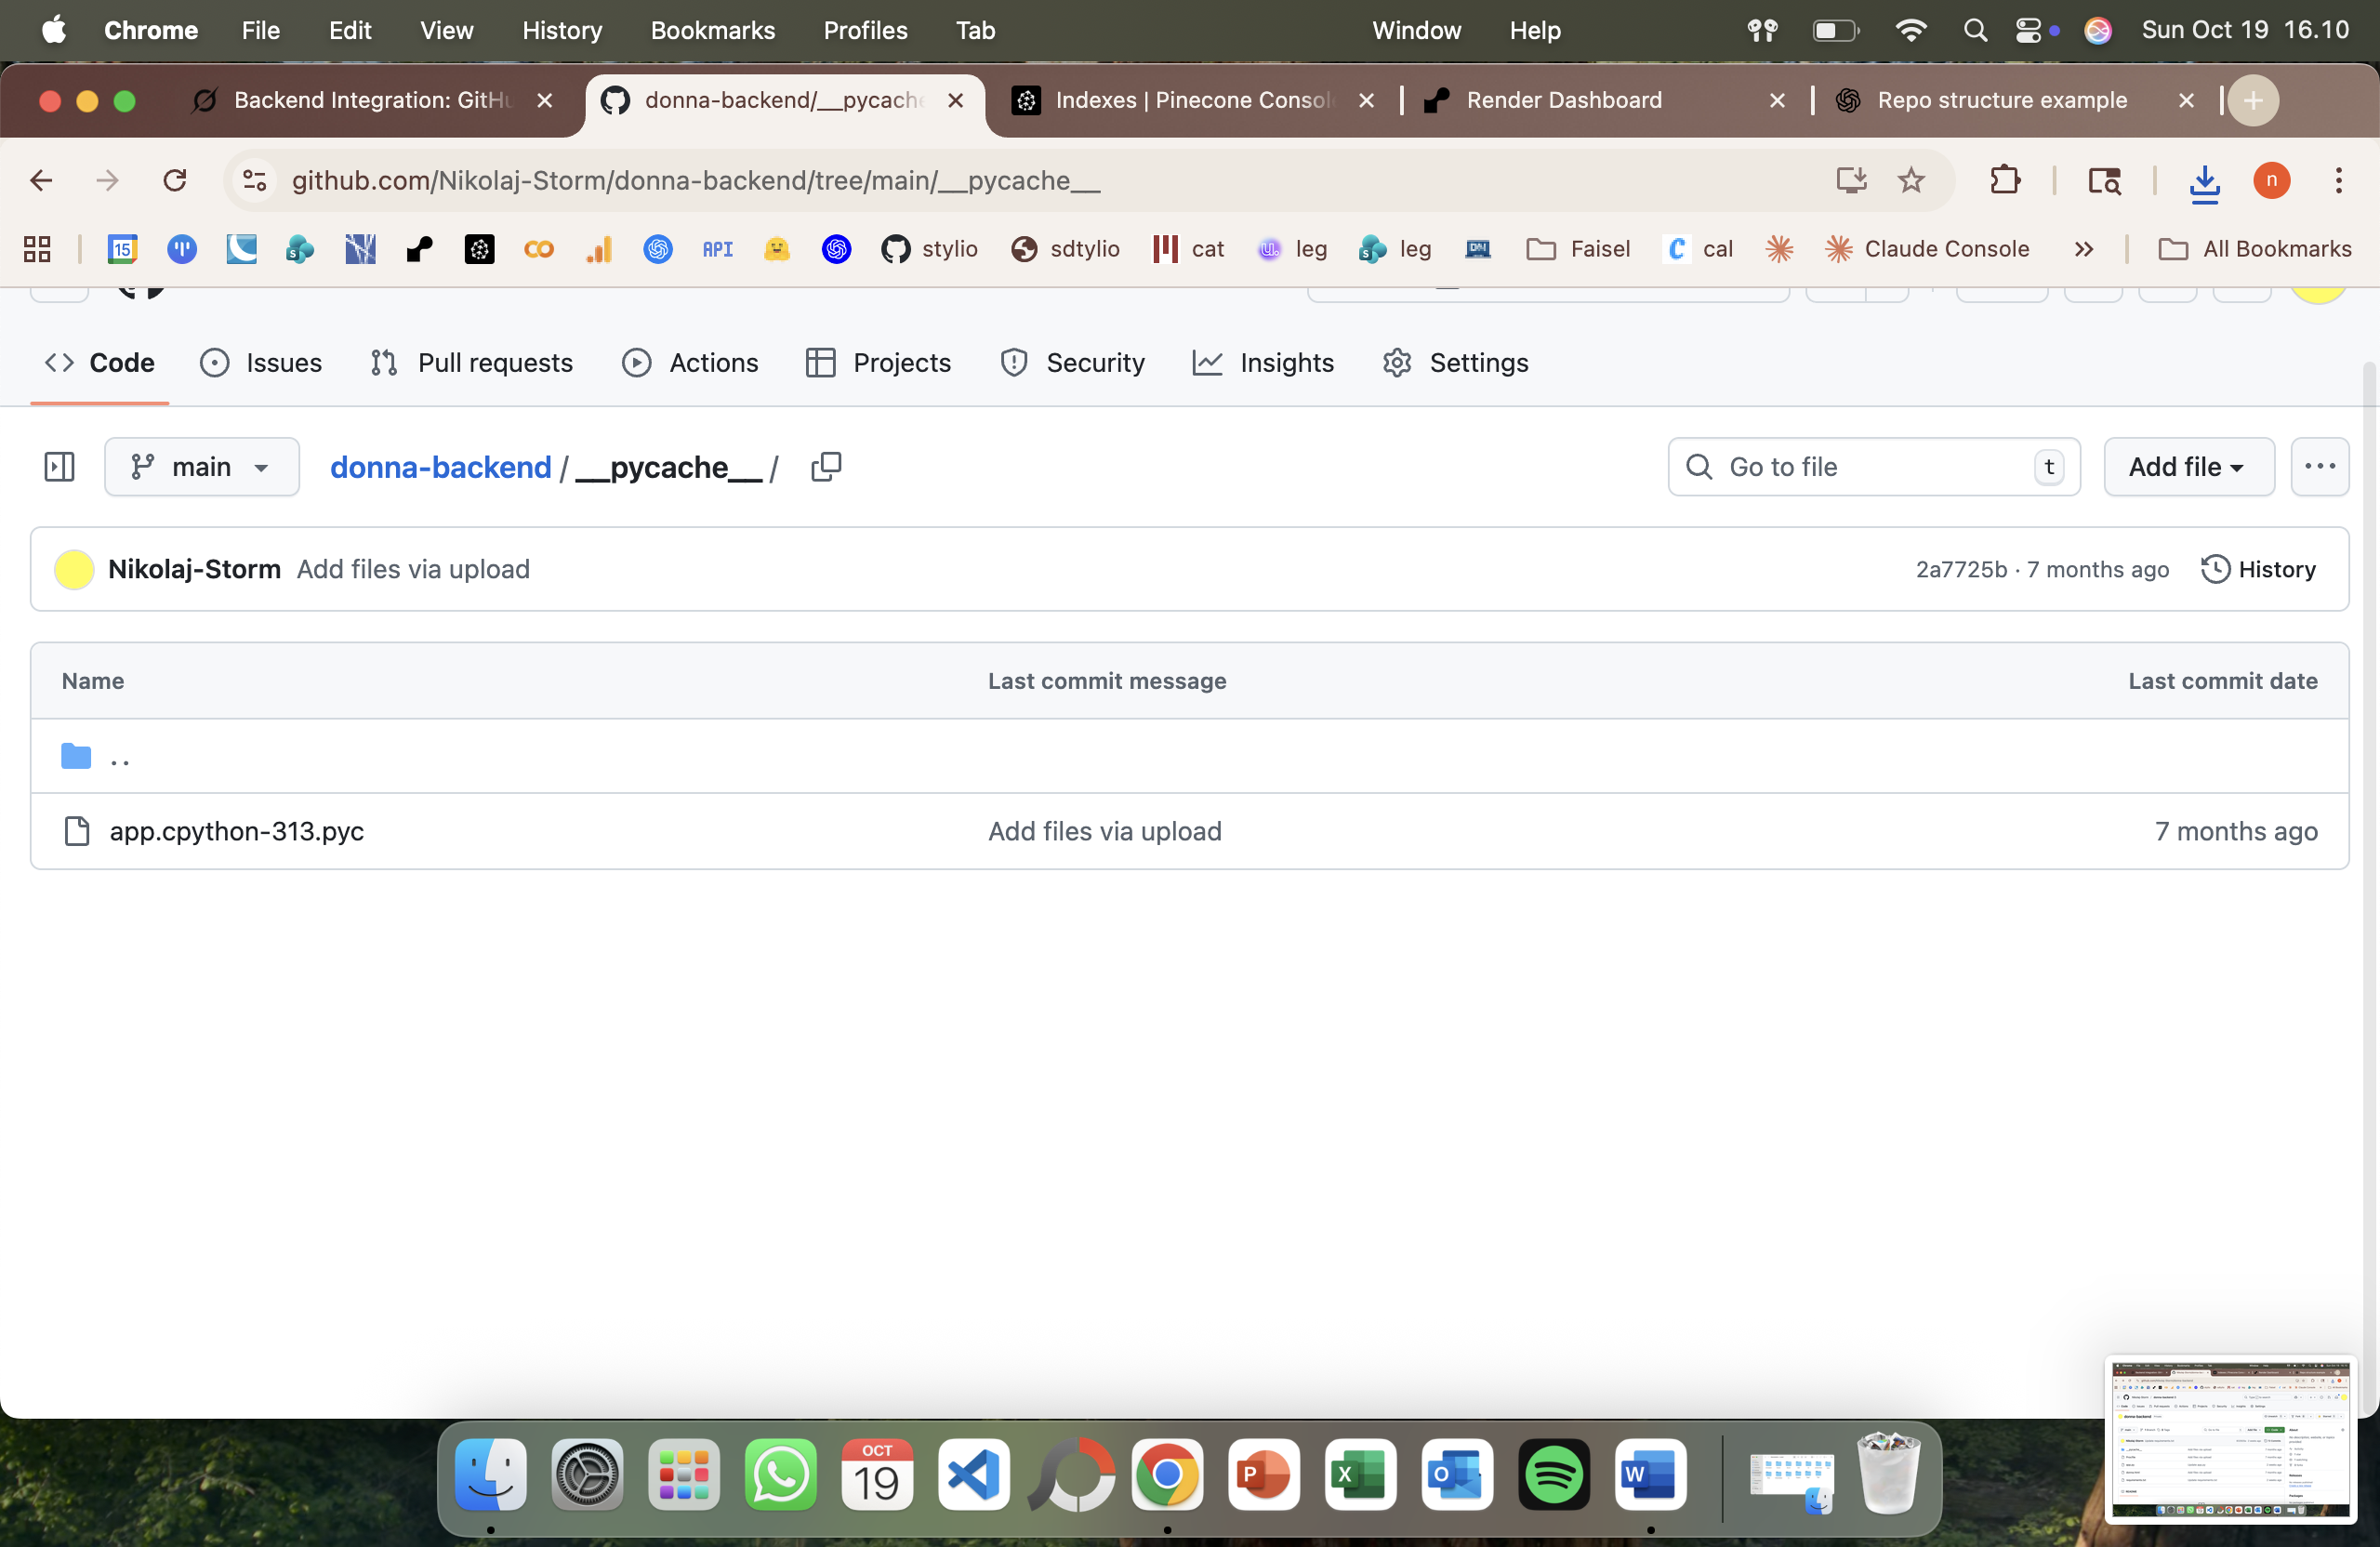 Chrome File Edit View History Bookmarks Profiles Tab Window Help Sun Oct 19 16.10
Backend Integration: GitHu donna-backend/__pycache Indexes | Pinecone Consol Render Dashboard Repo structure example
github.com/Nikolaj-Storm/donna-backend/tree/main/__pycache__ n
15 API stylio sdtylio cat leg leg Faisel cal Claude Console All Bookmarks
Code Issues Pull requests Actions Projects Security Insights Settings
main donna-backend / __pycache__ / Go to file t Add file
Nikolaj-Storm Add files via upload 2a7725b · 7 months ago History
Name Last commit message Last commit date
..
app.cpython-313.pyc Add files via upload 7 months ago
OCT
19 P X O W